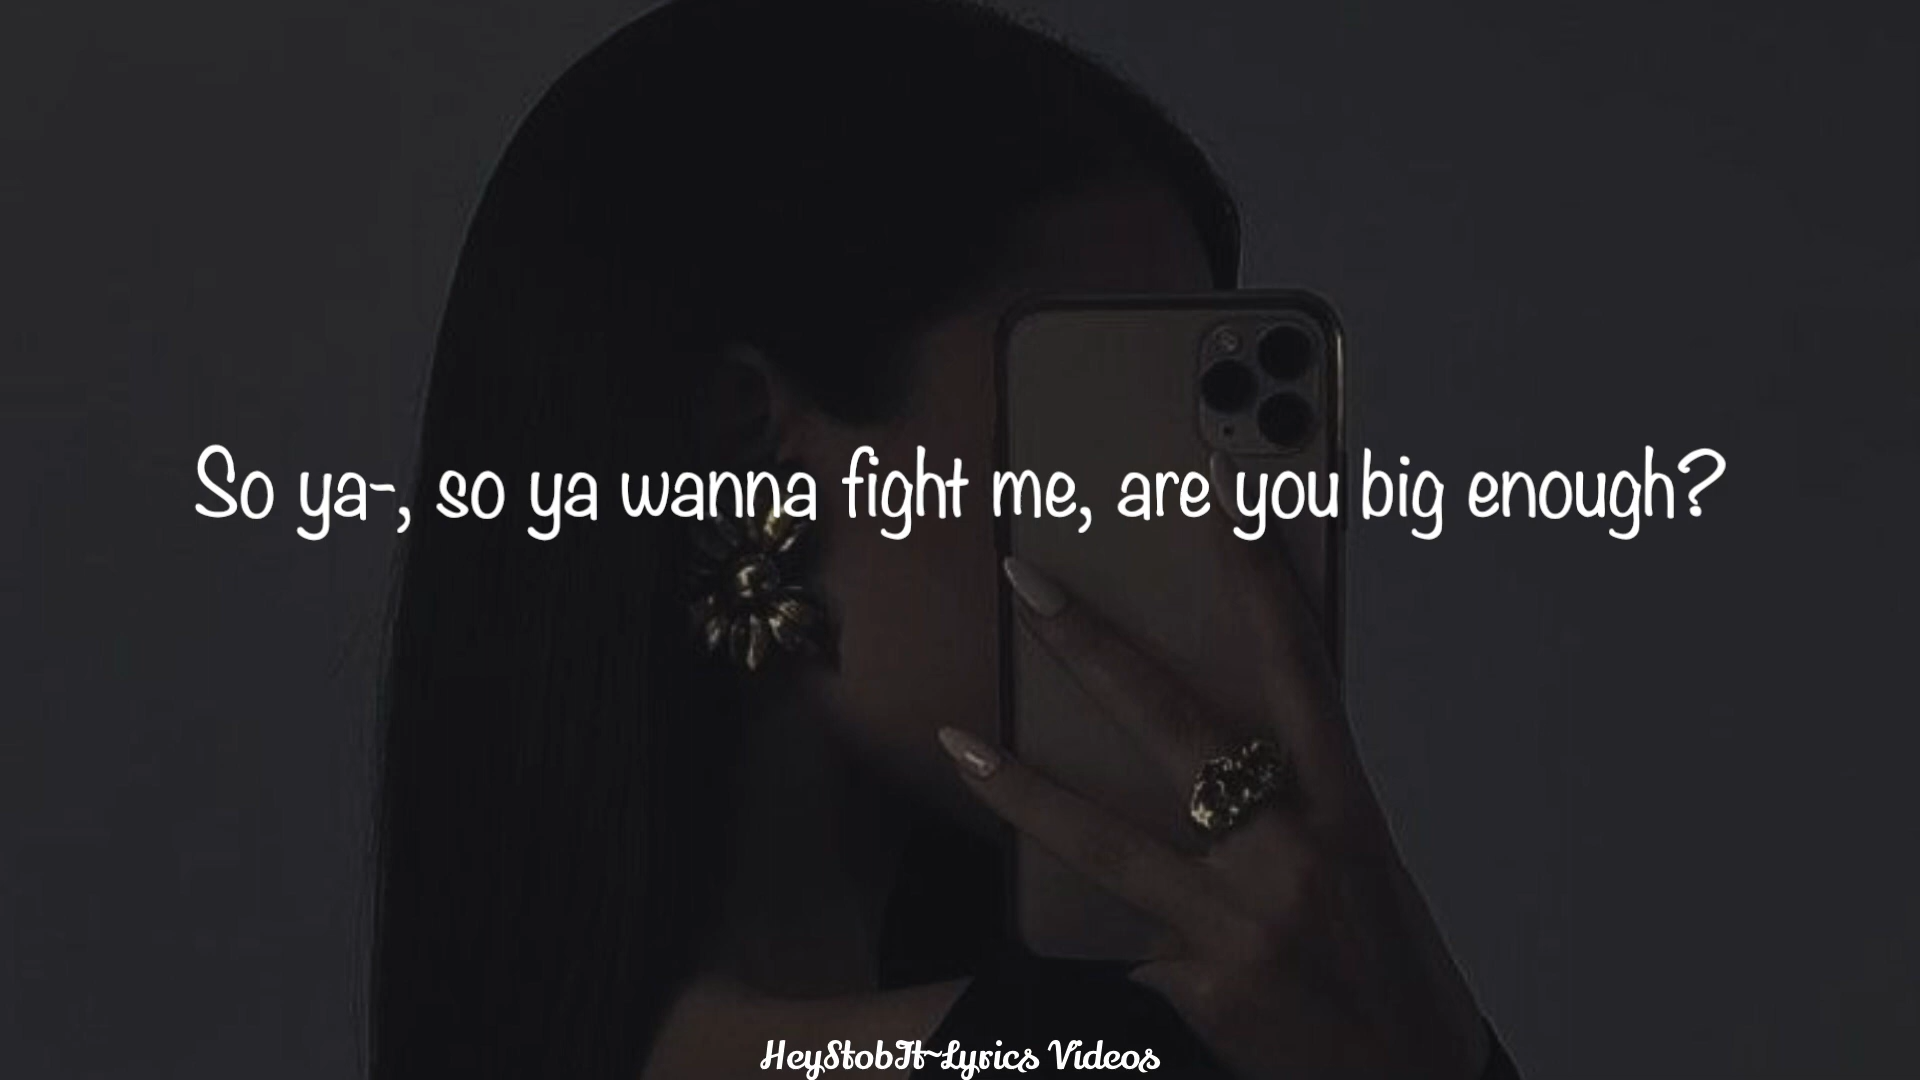 So ya-, so ya wanna fight me, are you big enough?
HeyStobIt~Lyrics Videos